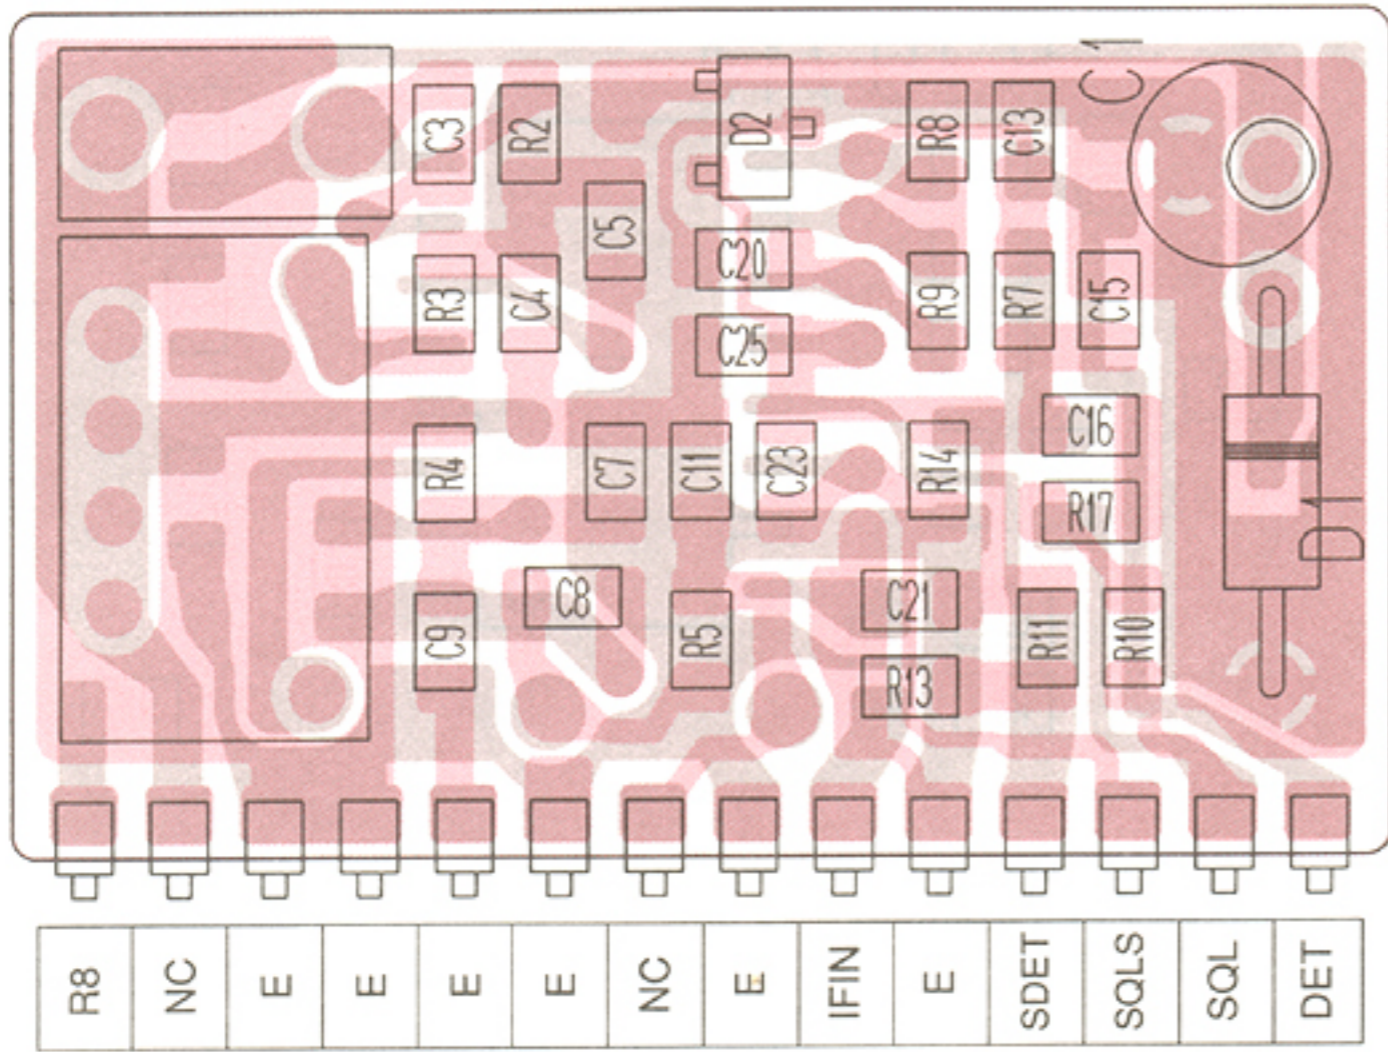 C1
C3
R2
D2
R8
C13
C5
C20
R3
C4
C25
R9
R7
C15
R4
C7
C11
C23
R14
C16
R17
D1
C8
C21
C9
R5
R13
R11
R10
R8
NC
E
E
E
E
NC
E
IFIN
E
SDET
SQLS
SQL
DET